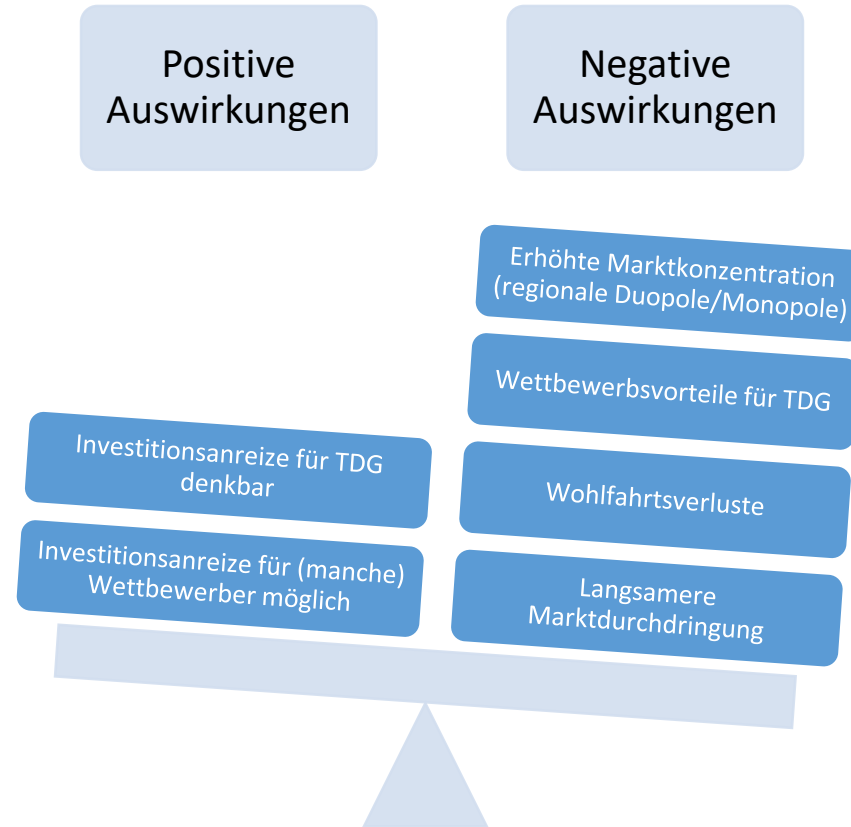 Positive
Auswirkungen
Negative
Auswirkungen
Investitionsanreize für TDG
denkbar
Investitionsanreize für (manche)
Wettbewerber möglich
Erhöhte Marktkonzentration
(regionale Duopole/Monopole)
Wettbewerbsvorteile für TDG
Wohlfahrtsverluste
Langsamere
Marktdurchdringung